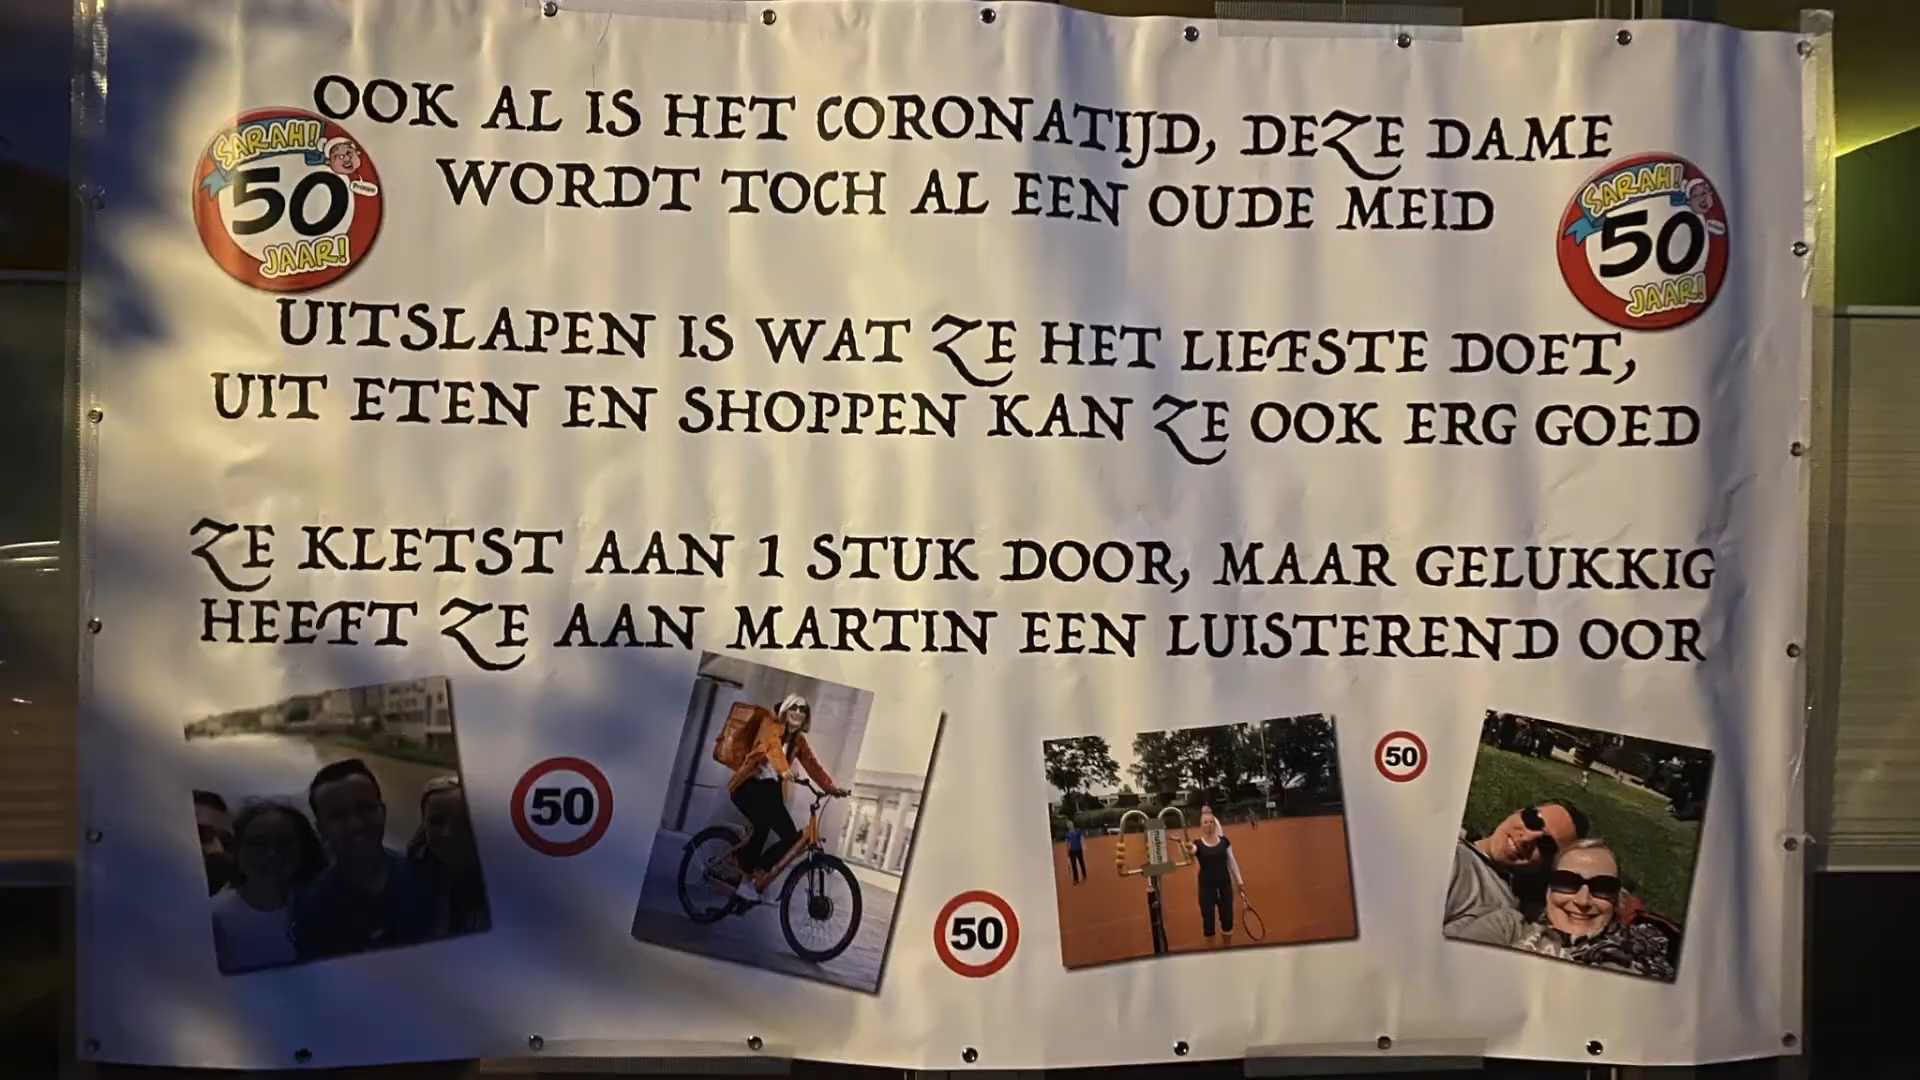 OOK AL IS HET CORONATIJD, DEZE DAME
WORDT TOCH AL EEN OUDE MEID
SARAH!
50
JAAR!
SARAH!
50
JAAR!
UITSLAPEN IS WAT ZE HET LIEFSTE DOET,
UIT ETEN EN SHOPPEN KAN ZE OOK ERG GOED
ZE KLETST AAN 1 STUK DOOR, MAAR GELUKKIG
HEEFT ZE AAN MARTIN EEN LUISTEREND OOR
50
50
50